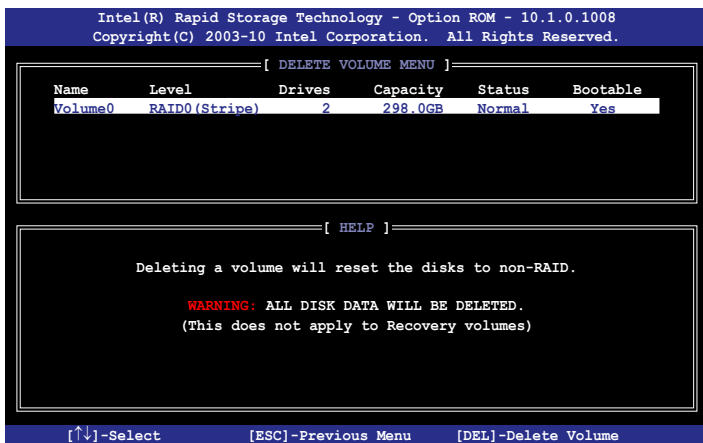 Intel(R) Rapid Storage Technology - Option ROM - 10.1.0.1008
Copyright(C) 2003-10 Intel Corporation. All Rights Reserved.
[ DELETE VOLUME MENU ]
Name Level Drives Capacity Status Bootable
Volume0 RAID0(Stripe) 2 298.0GB Normal Yes
[ HELP ]
Deleting a volume will reset the disks to non-RAID.
WARNING: ALL DISK DATA WILL BE DELETED.
(This does not apply to Recovery volumes)
[↑↓]-Select [ESC]-Previous Menu [DEL]-Delete Volume